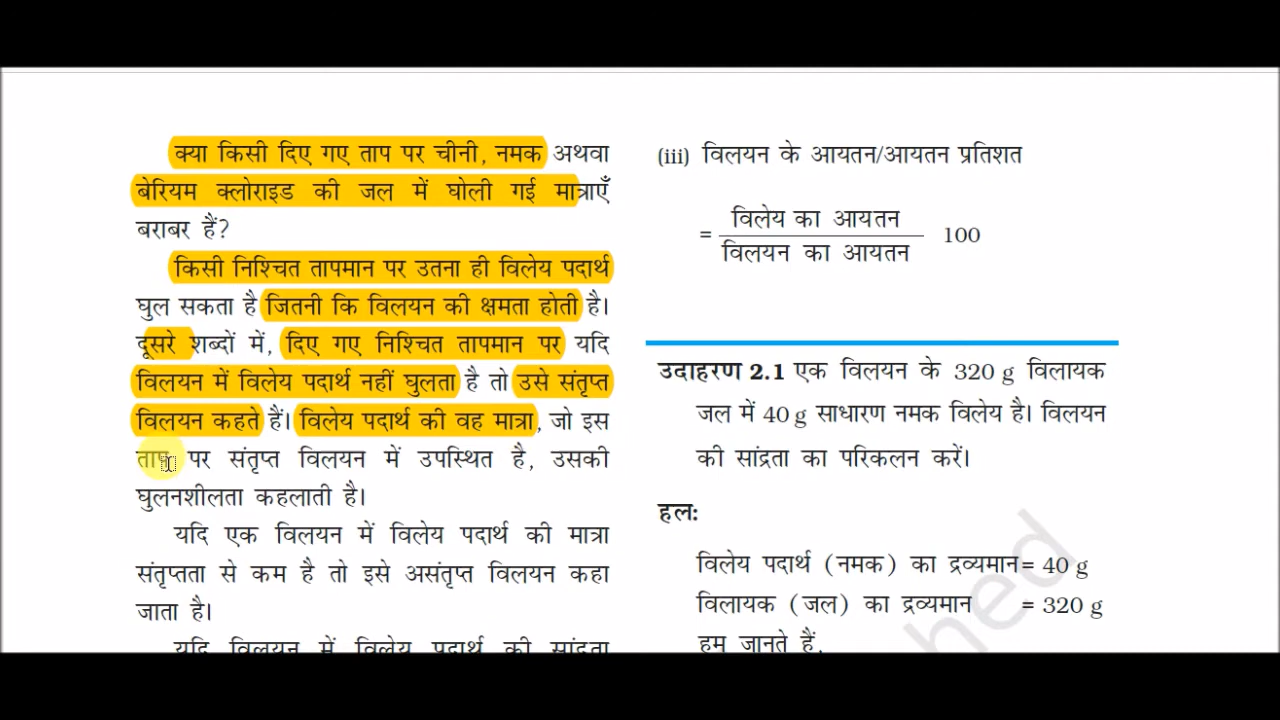 क्या किसी दिए गए ताप पर चीनी, नमक अथवा
बेरियम क्लोराइड की जल में घोली गई मात्राएँ
बराबर हैं?
किसी निश्चित तापमान पर उतना ही विलेय पदार्थ
घुल सकता है जितनी कि विलयन की क्षमता होती है।
दूसरे शब्दों में, दिए गए निश्चित तापमान पर यदि
विलयन में विलेय पदार्थ नहीं घुलता है तो उसे संतृप्त
विलयन कहते हैं। विलेय पदार्थ की वह मात्रा, जो इस
ताप पर संतृप्त विलयन में उपस्थित है, उसकी
घुलनशीलता कहलाती है।
यदि एक विलयन में विलेय पदार्थ की मात्रा
संतृप्तता से कम है तो इसे असंतृप्त विलयन कहा
जाता है।
यदि विलयन में विलेय पदार्थ की सांद्रता
(iii) विलयन के आयतन/आयतन प्रतिशत
= विलेय का आयतन
विलयन का आयतन 100
उदाहरण 2.1 एक विलयन के 320 g विलायक
जल में 40 g साधारण नमक विलेय है। विलयन
की सांद्रता का परिकलन करें।
हलः
विलेय पदार्थ (नमक) का द्रव्यमान = 40 g
विलायक (जल) का द्रव्यमान = 320 g
हम जानते हैं,